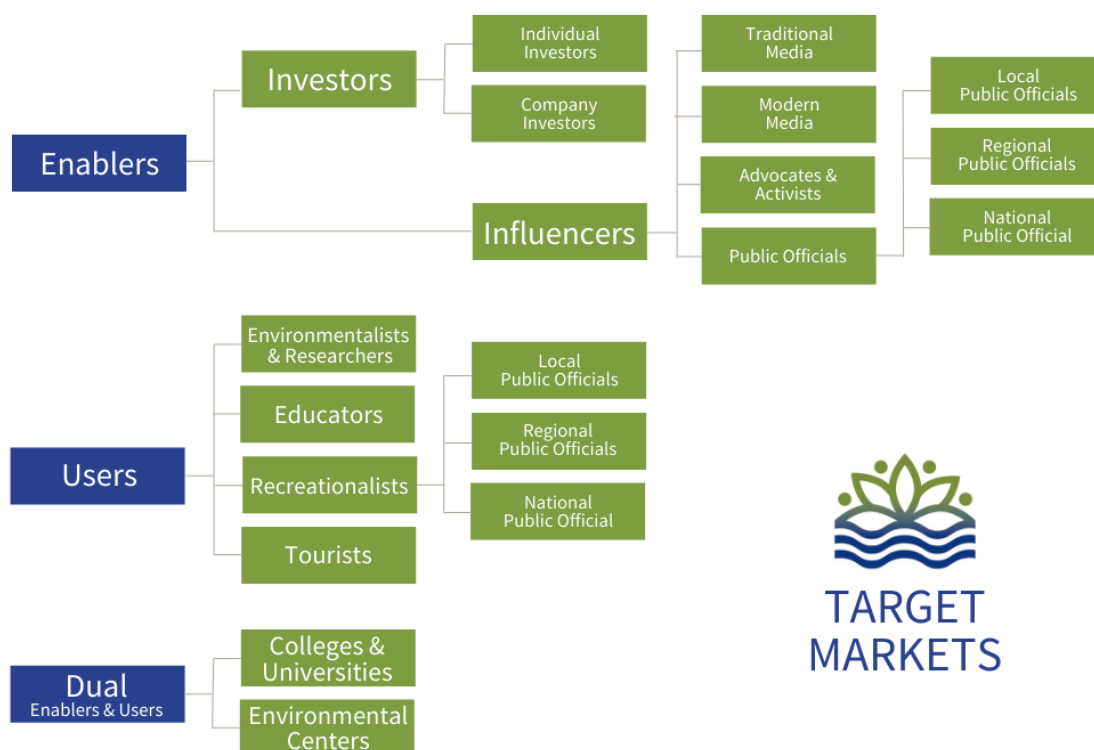 Enablers
Investors
Individual
Investors
Company
Investors
Influencers
Traditional
Media
Modern
Media
Advocates &
Activists
Public Officials
Local
Public Officials
Regional
Public Officials
National
Public Official
Users
Environmentalists
& Researchers
Educators
Recreationalists
Tourists
Local
Public Officials
Regional
Public Officials
National
Public Official
Dual
Enablers & Users
Colleges &
Universities
Environmental
Centers
TARGET
MARKETS